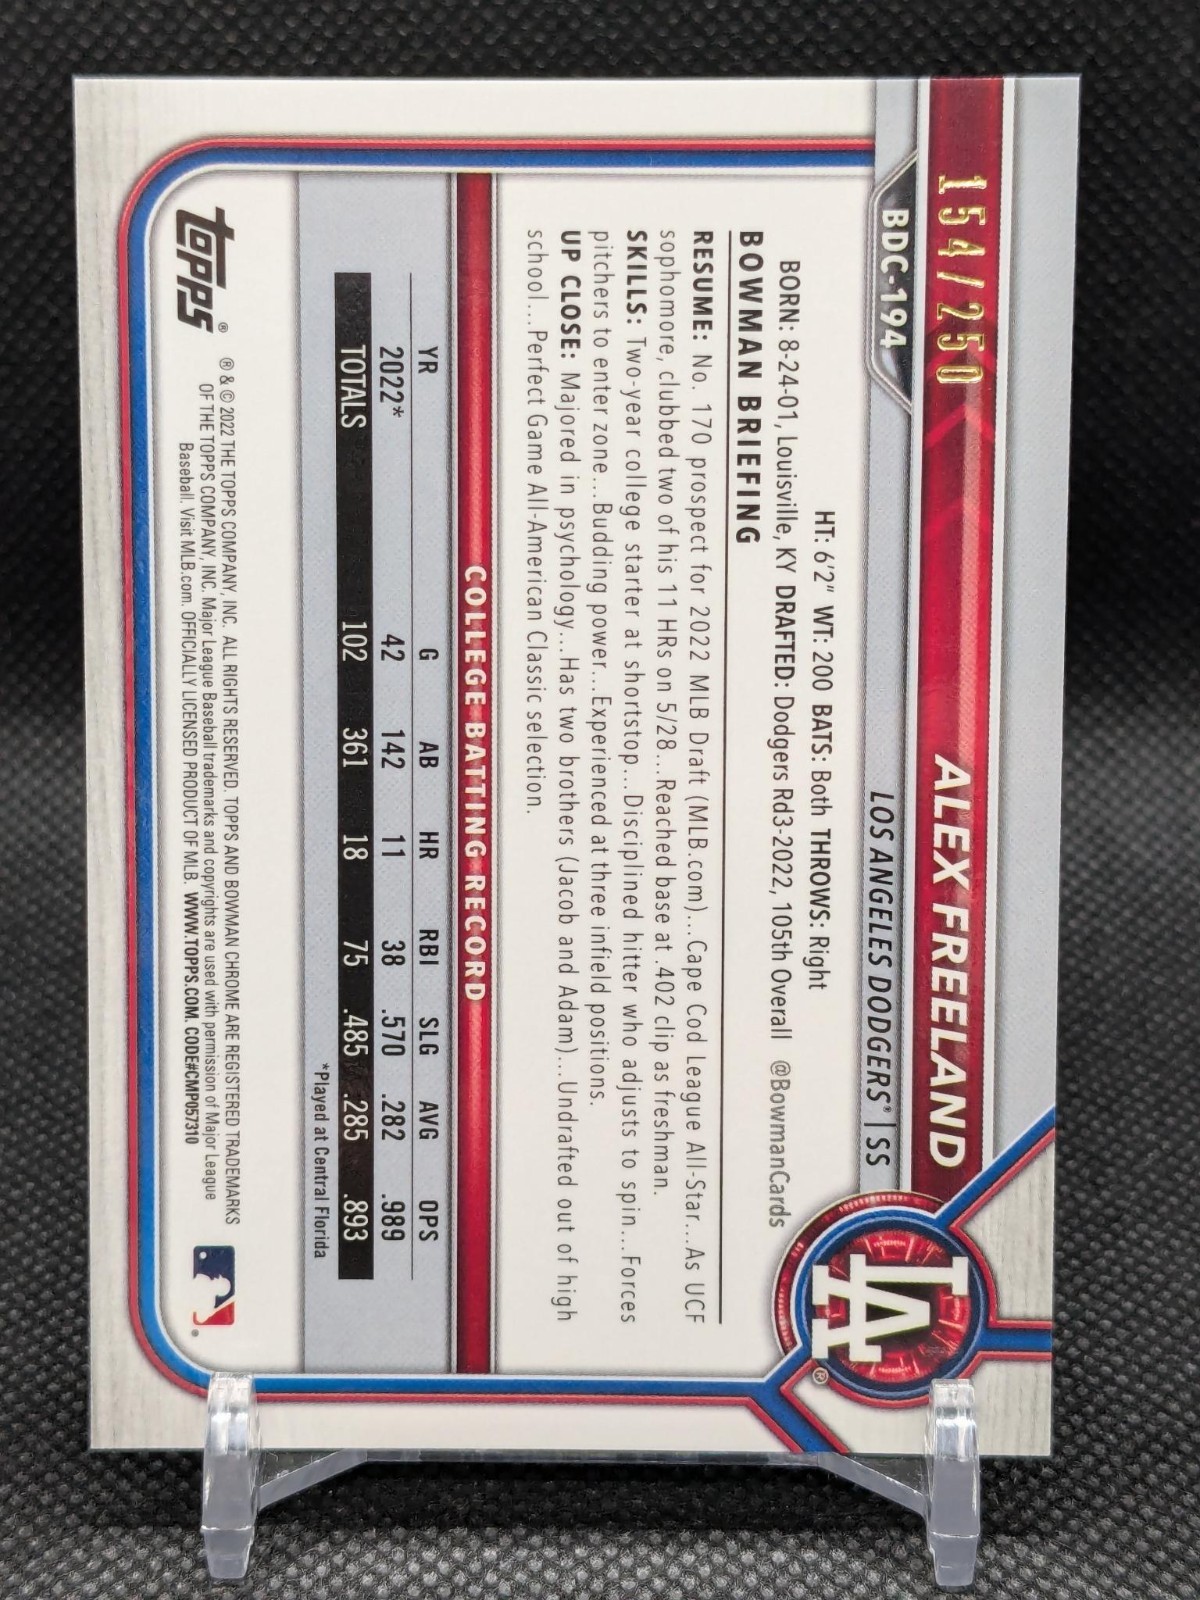 154/250
ALEX FREELAND
BDC-194
LOS ANGELES DODGERS® | SS
LA
®
HT: 6'2" WT: 200 BATS: Both THROWS: Right
BORN: 8-24-01, Louisville, KY DRAFTED: Dodgers Rd3-2022, 105th Overall @BowmanCards
BOWMAN BRIEFING
RESUME: No. 170 prospect for 2022 MLB Draft (MLB.com)...Cape Cod League All-Star...As UCF
sophomore, clubbed two of his 11 HRs on 5/28...Reached base at .402 clip as freshman.
SKILLS: Two-year college starter at shortstop...Disciplined hitter who adjusts to spin...Forces
pitchers to enter zone...Budding power...Experienced at three infield positions.
UP CLOSE: Majored in psychology...Has two brothers (Jacob and Adam)...Undrafted out of high
school...Perfect Game All-American Classic selection.
COLLEGE BATTING RECORD
YR G AB HR RBI SLG AVG OPS
2022* 42 142 11 38 .570 .282 .989
TOTALS 102 361 18 75 .485 .285 .893
*Played at Central Florida
topps®
® & © 2022 THE TOPPS COMPANY, INC. ALL RIGHTS RESERVED. TOPPS AND BOWMAN CHROME ARE REGISTERED TRADEMARKS
OF THE TOPPS COMPANY, INC. Major League Baseball trademarks and copyrights are used with permission of Major League
Baseball. Visit MLB.com. OFFICIALLY LICENSED PRODUCT OF MLB. WWW.TOPPS.COM. CODE#CMP057310